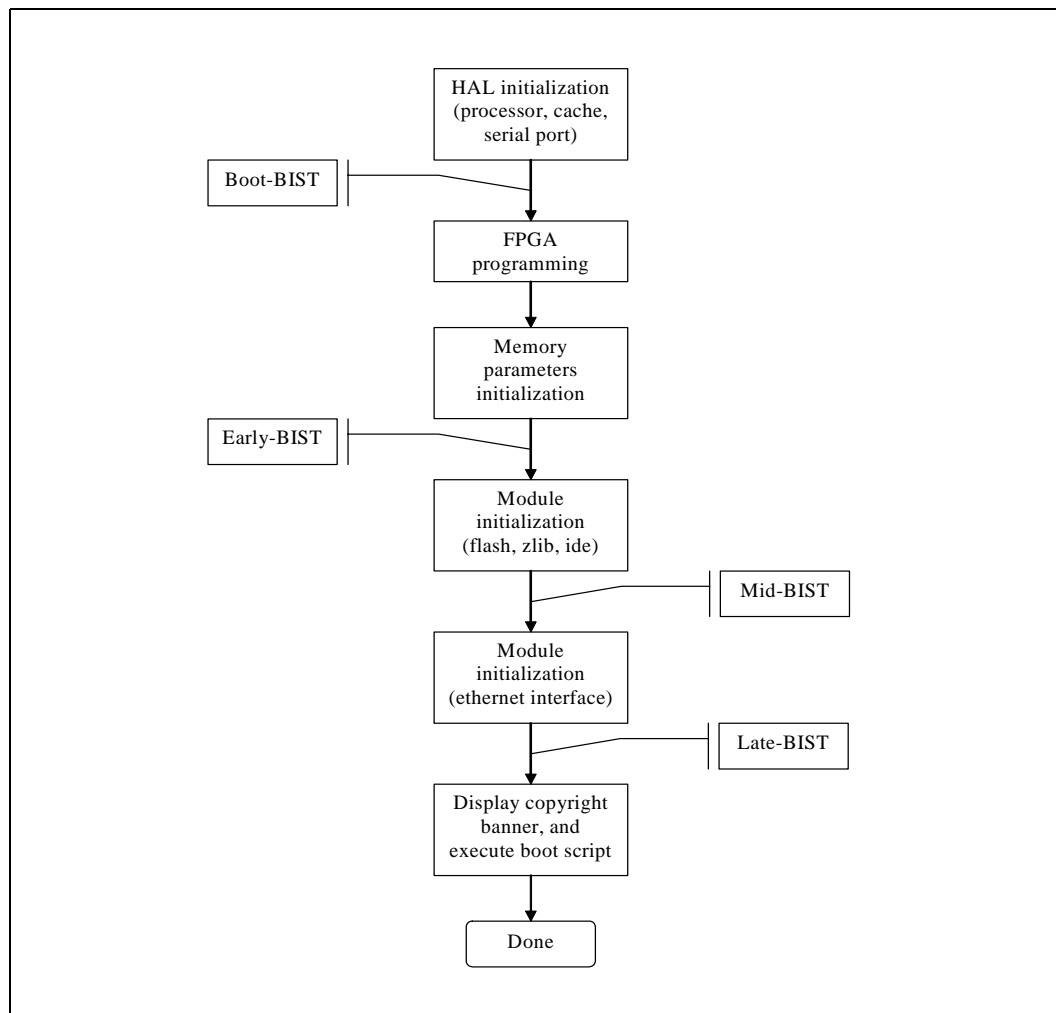 HAL initialization
(processor, cache,
serial port)
Boot-BIST
FPGA
programming
Memory
parameters
initialization
Early-BIST
Module
initialization
(flash, zlib, ide)
Mid-BIST
Module
initialization
(ethernet interface)
Late-BIST
Display copyright
banner, and
execute boot script
Done